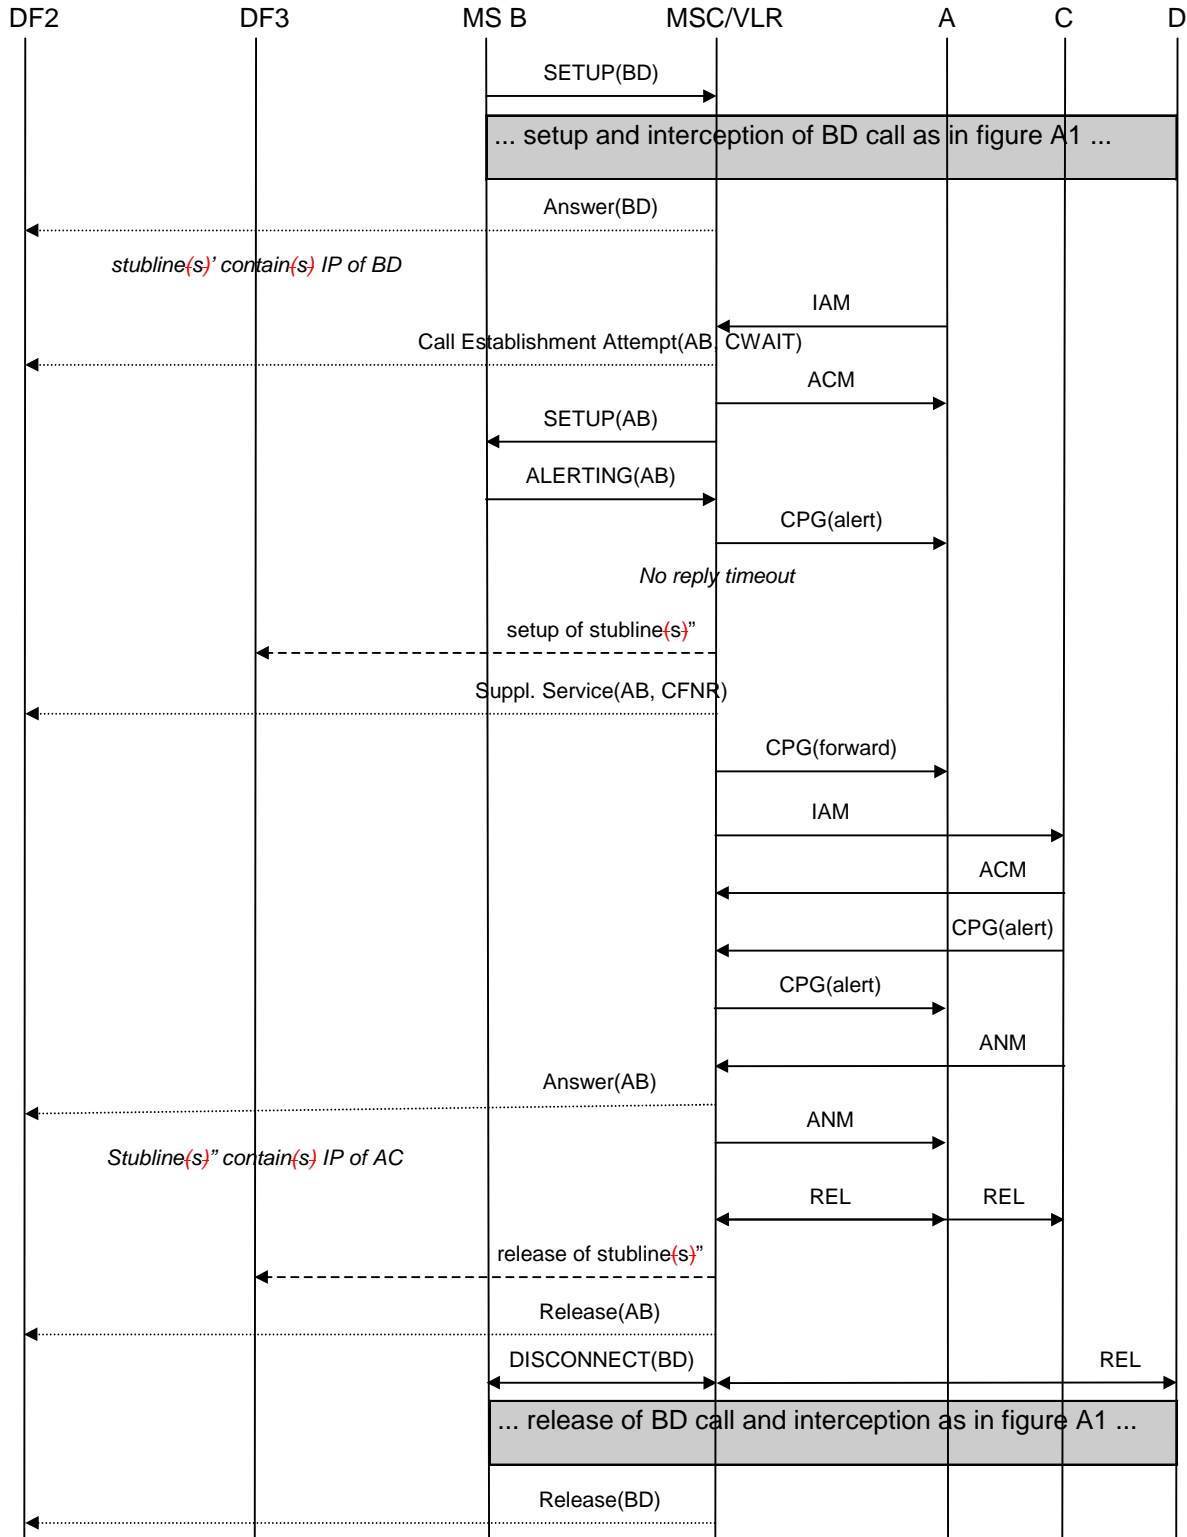 DF2 DF3 MS B MSC/VLR A C D
SETUP(BD)
... setup and interception of BD call as in figure A1 ...
Answer(BD)
stubline(s)’ contain(s) IP of BD
IAM
Call Establishment Attempt(AB, CWAIT)
ACM
SETUP(AB)
ALERTING(AB)
CPG(alert)
No reply timeout
setup of stubline(s)”
Suppl. Service(AB, CFNR)
CPG(forward)
IAM
ACM
CPG(alert)
CPG(alert)
ANM
Answer(AB)
ANM
Stubline(s)” contain(s) IP of AC
REL REL
release of stubline(s)”
Release(AB)
DISCONNECT(BD) REL
... release of BD call and interception as in figure A1 ...
Release(BD)